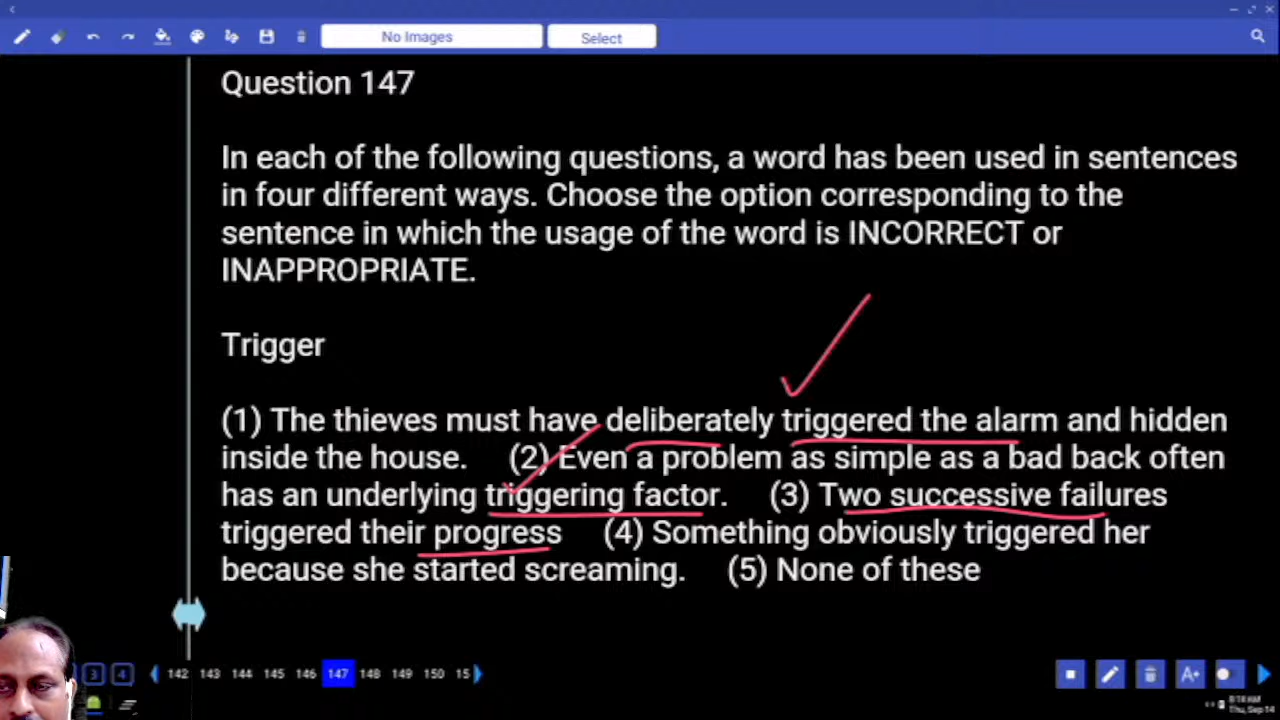 No Images
Select
Question 147
In each of the following questions, a word has been used in sentences
in four different ways. Choose the option corresponding to the
sentence in which the usage of the word is INCORRECT or
INAPPROPRIATE.
Trigger
(1) The thieves must have deliberately triggered the alarm and hidden
inside the house. (2) Even a problem as simple as a bad back often
has an underlying triggering factor. (3) Two successive failures
triggered their progress (4) Something obviously triggered her
because she started screaming. (5) None of these
3 4 142 143 144 145 146 147 148 149 150 15
A+
Thu, Sep 14